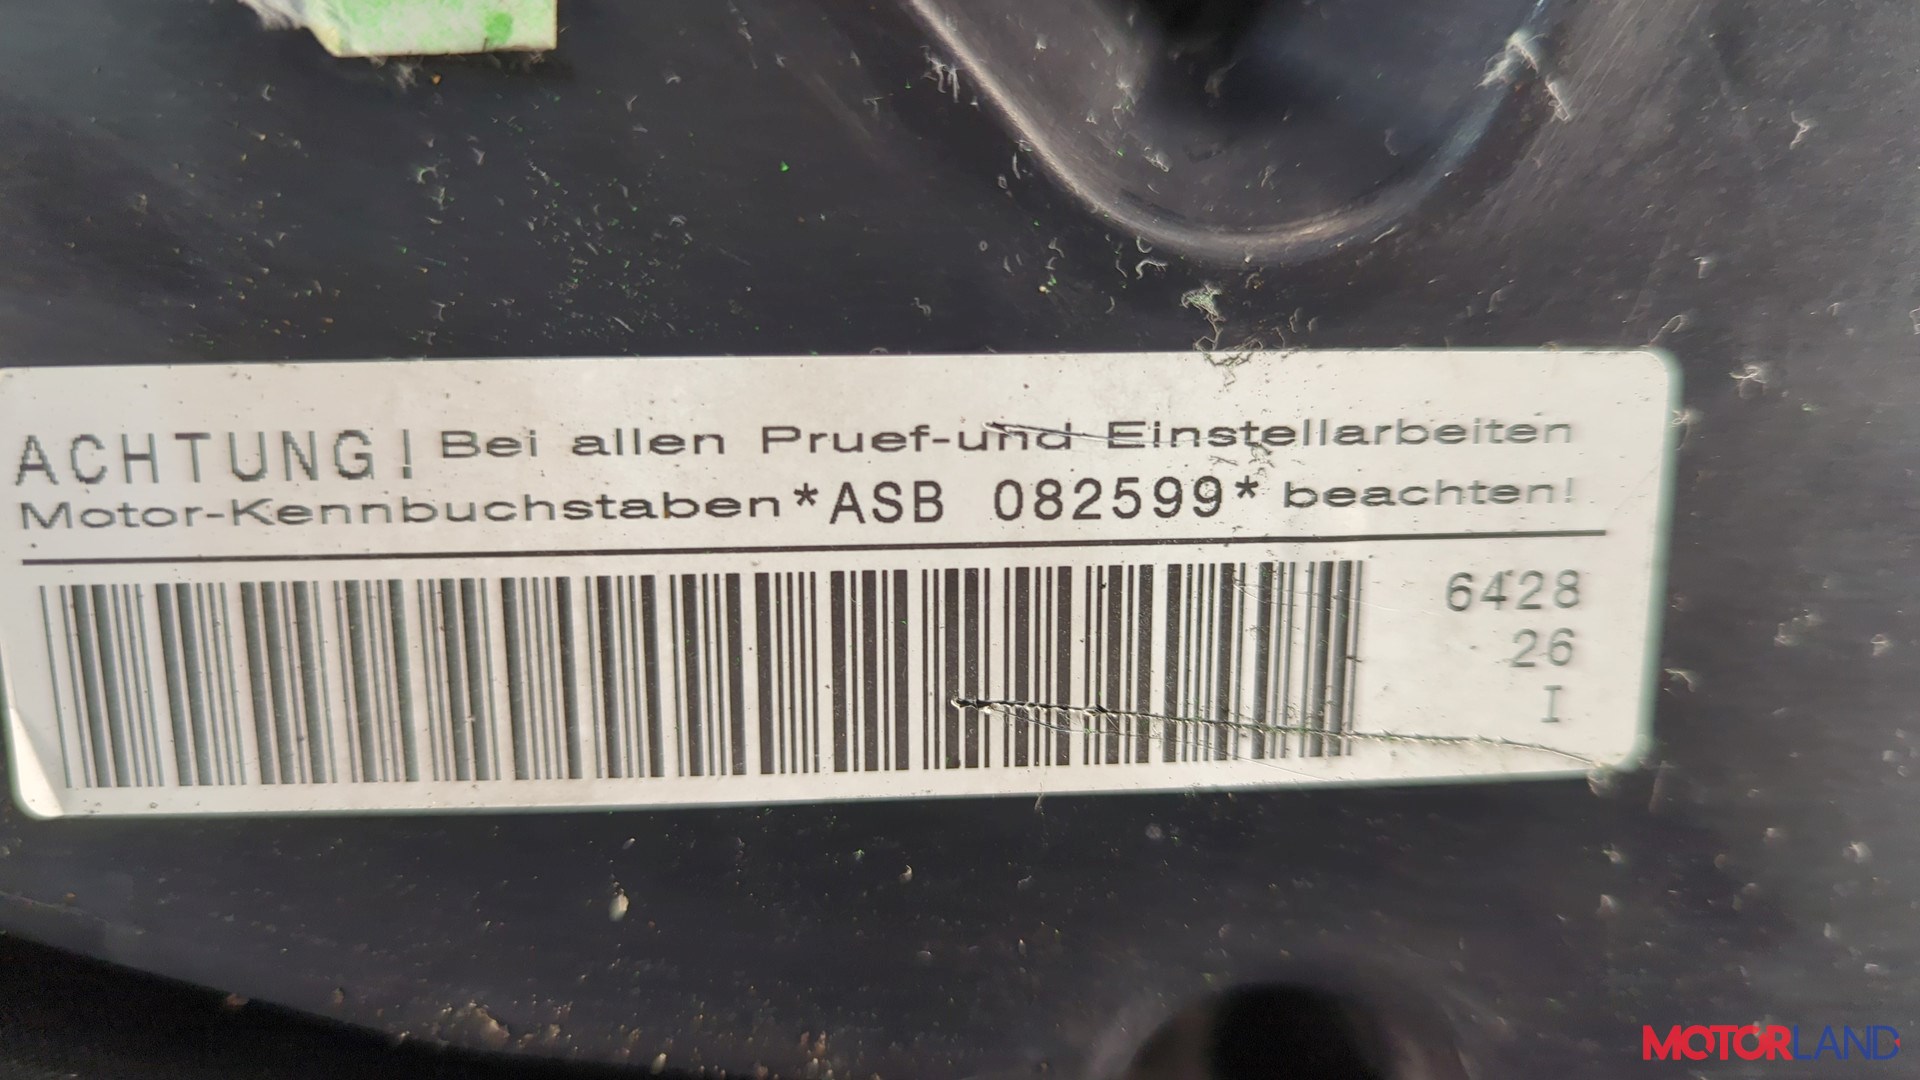 ACHTUNG! Bei allen Pruef-und Einstellarbeiten
Motor-Kennbuchstaben*ASB 082599* beachten!
6428
26
I
MOTORLAND